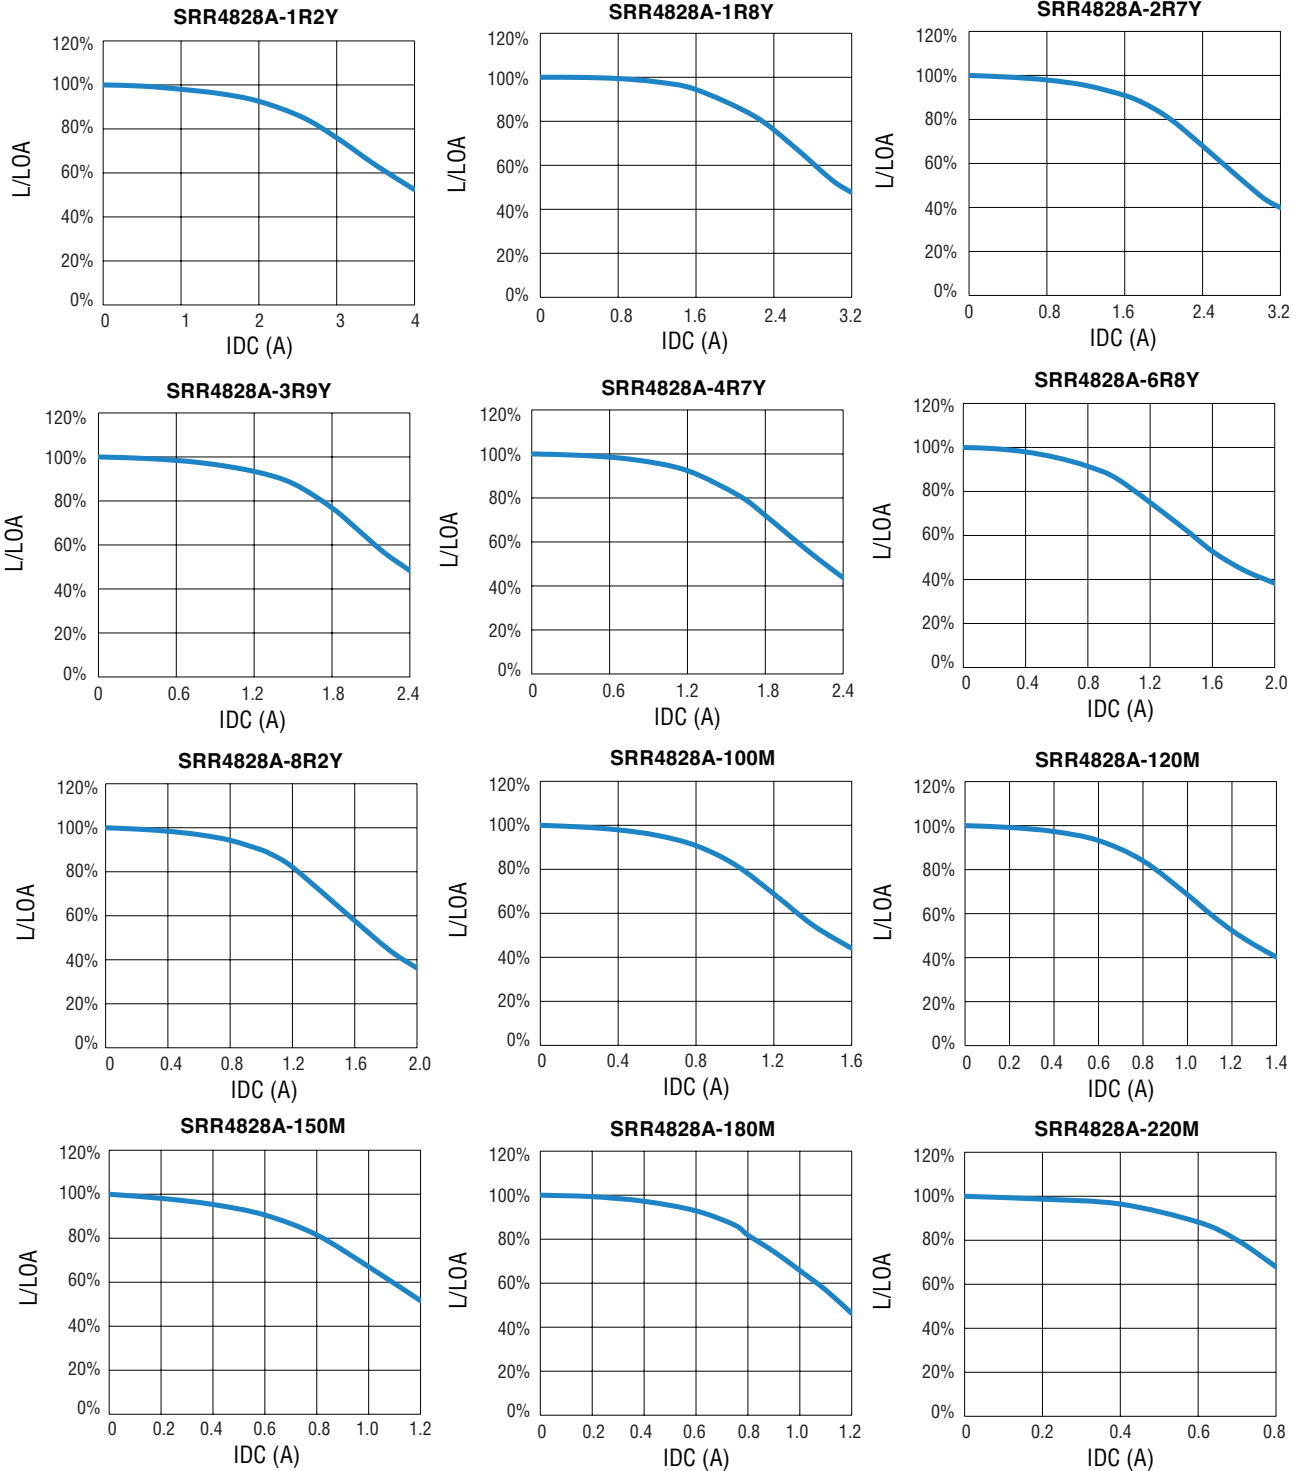 SRR4828A-1R2Y
120%
100%
80%
60%
40%
20%
0%
L/LOA
0 1 2 3 4
IDC (A)
SRR4828A-1R8Y
120%
100%
80%
60%
40%
20%
0%
L/LOA
0 0.8 1.6 2.4 3.2
IDC (A)
SRR4828A-2R7Y
120%
100%
80%
60%
40%
20%
0%
L/LOA
0 0.8 1.6 2.4 3.2
IDC (A)
SRR4828A-3R9Y
120%
100%
80%
60%
40%
20%
0%
L/LOA
0 0.6 1.2 1.8 2.4
IDC (A)
SRR4828A-4R7Y
120%
100%
80%
60%
40%
20%
0%
L/LOA
0 0.6 1.2 1.8 2.4
IDC (A)
SRR4828A-6R8Y
120%
100%
80%
60%
40%
20%
0%
L/LOA
0 0.4 0.8 1.2 1.6 2.0
IDC (A)
SRR4828A-8R2Y
120%
100%
80%
60%
40%
20%
0%
L/LOA
0 0.4 0.8 1.2 1.6 2.0
IDC (A)
SRR4828A-100M
120%
100%
80%
60%
40%
20%
0%
L/LOA
0 0.4 0.8 1.2 1.6
IDC (A)
SRR4828A-120M
120%
100%
80%
60%
40%
20%
0%
L/LOA
0 0.2 0.4 0.6 0.8 1.0 1.2 1.4
IDC (A)
SRR4828A-150M
120%
100%
80%
60%
40%
20%
0%
L/LOA
0 0.2 0.4 0.6 0.8 1.0 1.2
IDC (A)
SRR4828A-180M
120%
100%
80%
60%
40%
20%
0%
L/LOA
0 0.2 0.4 0.6 0.8 1.0 1.2
IDC (A)
SRR4828A-220M
120%
100%
80%
60%
40%
20%
0%
L/LOA
0 0.2 0.4 0.6 0.8
IDC (A)